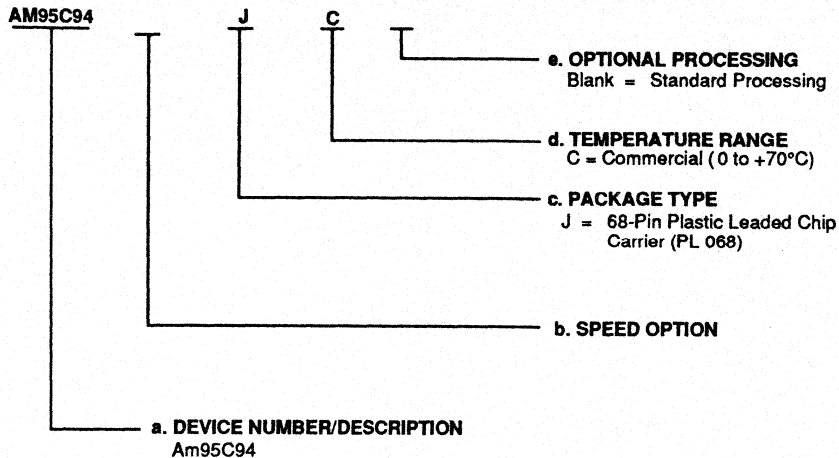 AM95C94 J C
e. OPTIONAL PROCESSING
Blank = Standard Processing
d. TEMPERATURE RANGE
C = Commercial (0 to +70°C)
c. PACKAGE TYPE
J = 68-Pin Plastic Leaded Chip
Carrier (PL 068)
b. SPEED OPTION
a. DEVICE NUMBER/DESCRIPTION
Am95C94